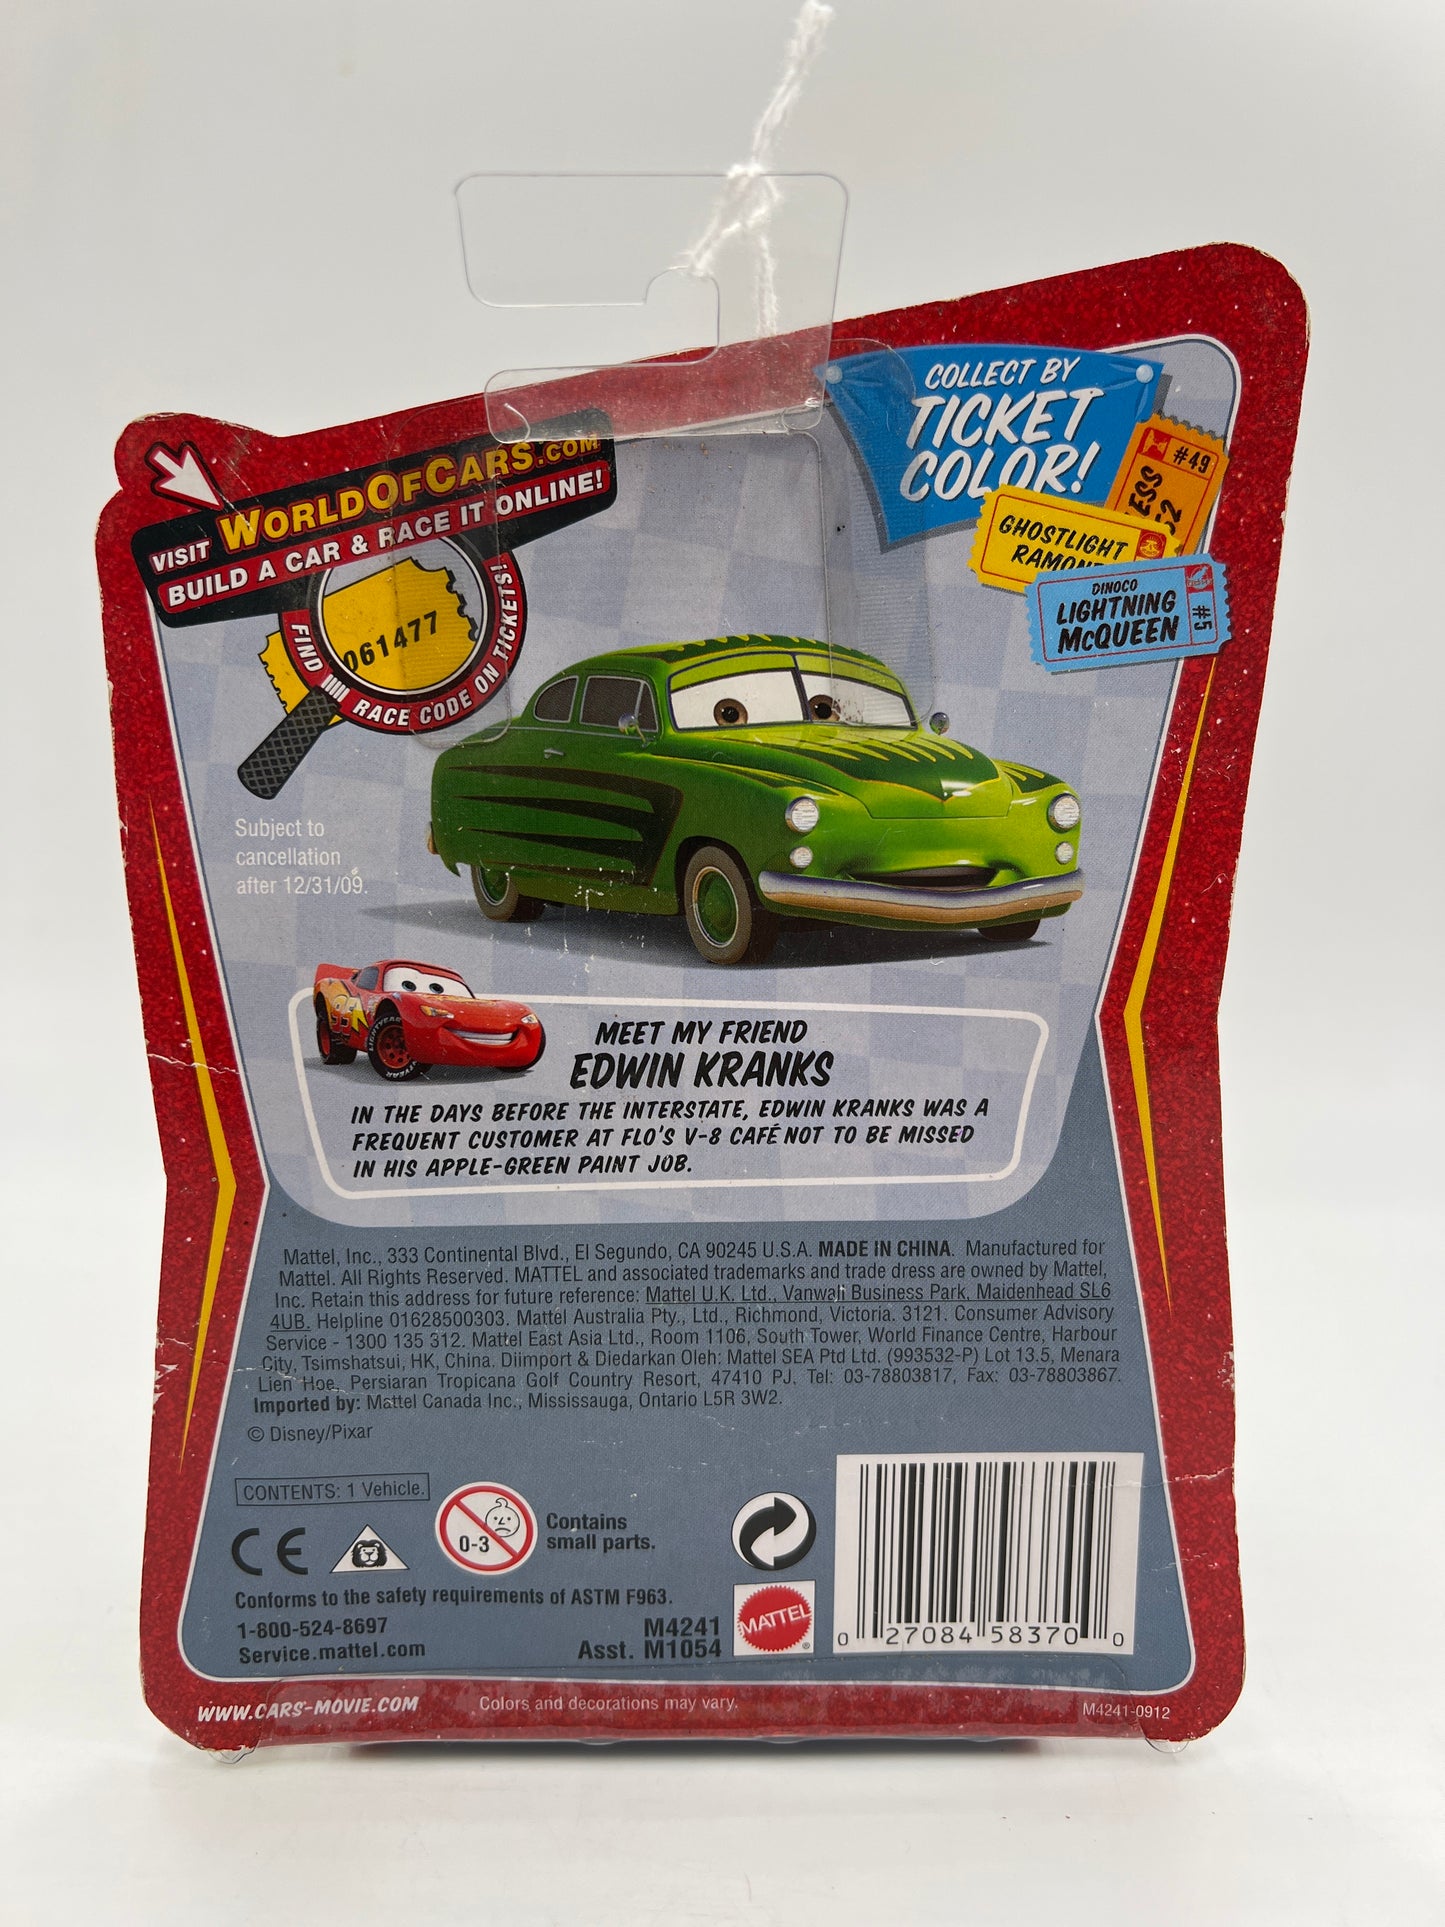 VISIT WORLDOFCARS.COM
BUILD A CAR & RACE IT ONLINE!
061477
FIND RACE CODE ON TICKETS!
COLLECT BY
TICKET
COLOR!
#49
ESS
52
GHOSTLIGHT
RAMONE
DINOCO
LIGHTNING
McQUEEN
#5
Subject to
cancellation
after 12/31/09.
95
LIGHTYEAR
MEET MY FRIEND
EDWIN KRANKS
IN THE DAYS BEFORE THE INTERSTATE, EDWIN KRANKS WAS A
FREQUENT CUSTOMER AT FLO'S V-8 CAFÉ NOT TO BE MISSED
IN HIS APPLE-GREEN PAINT JOB.
Mattel, Inc., 333 Continental Blvd., El Segundo, CA 90245 U.S.A. MADE IN CHINA. Manufactured for
Mattel. All Rights Reserved. MATTEL and associated trademarks and trade dress are owned by Mattel,
Inc. Retain this address for future reference: Mattel U.K. Ltd., Vanwall Business Park, Maidenhead SL6
4UB. Helpline 01628500303. Mattel Australia Pty., Ltd., Richmond, Victoria. 3121. Consumer Advisory
Service - 1300 135 312. Mattel East Asia Ltd., Room 1106, South Tower, World Finance Centre, Harbour
City, Tsimshatsui, HK, China. Diimport & Diedarkan Oleh: Mattel SEA Ptd Ltd. (993532-P) Lot 13.5, Menara
Lien Hoe, Persiaran Tropicana Golf Country Resort, 47410 PJ. Tel: 03-78803817, Fax: 03-78803867.
Imported by: Mattel Canada Inc., Mississauga, Ontario L5R 3W2.
© Disney/Pixar
CONTENTS: 1 Vehicle.
CE
0-3
Contains
small parts.
Conforms to the safety requirements of ASTM F963.
1-800-524-8697
Service.mattel.com
M4241
Asst. M1054
MATTEL
®
0 27084 58370 0
WWW.CARS-MOVIE.COM
Colors and decorations may vary.
M4241-0912